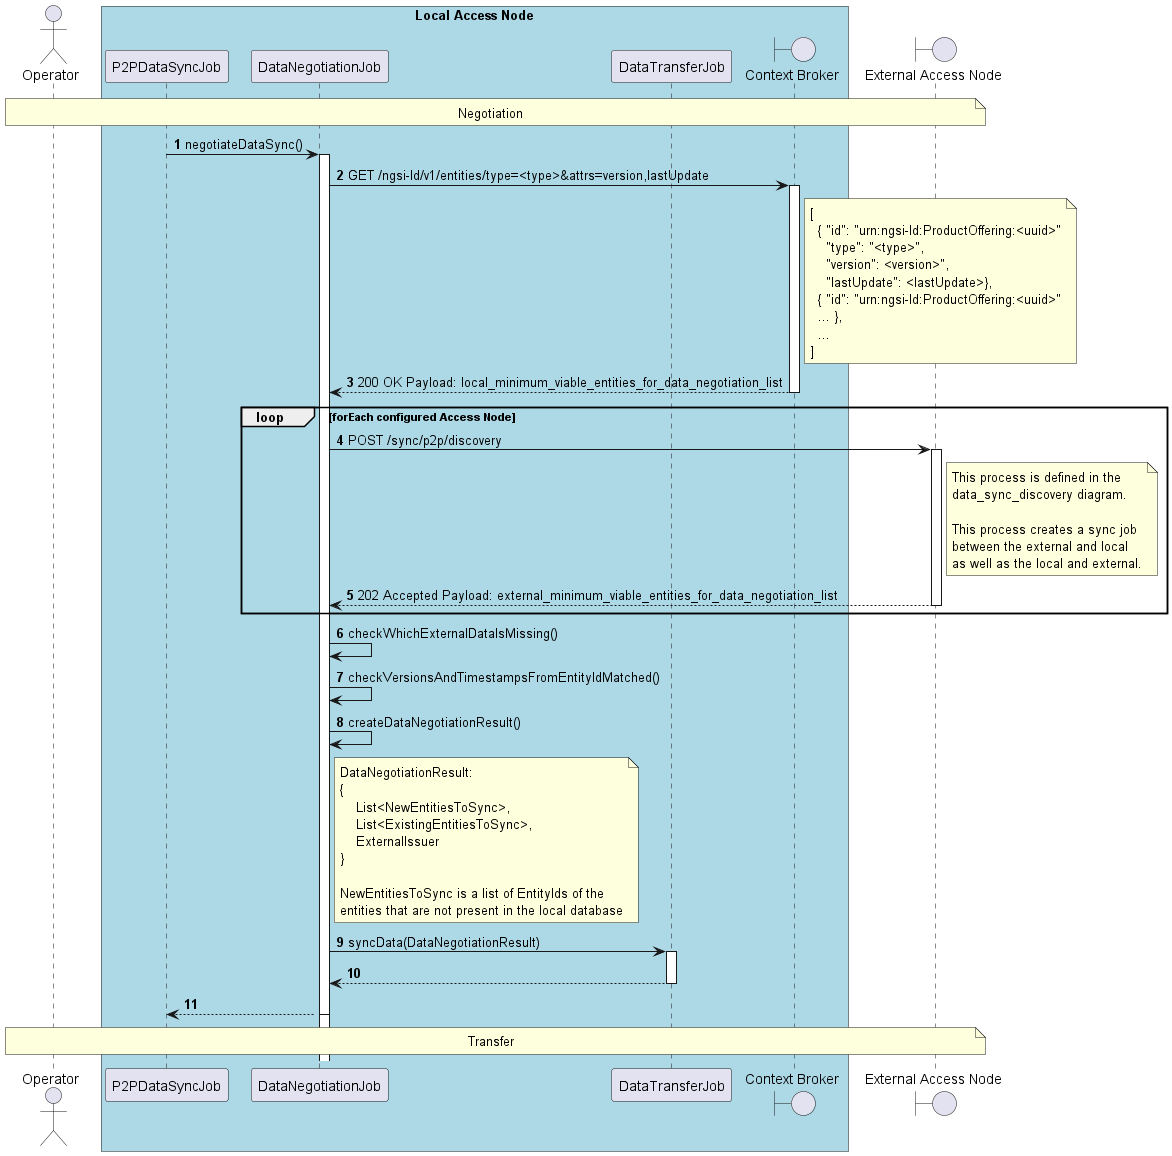 Local Access Node
Operator
P2PDataSyncJob
DataNegotiationJob
DataTransferJob
Context Broker
External Access Node
Negotiation
1 negotiateDataSync()
2 GET /ngsi-ld/v1/entities/type=<type>&attrs=version,lastUpdate
[
{ "id": "urn:ngsi-ld:ProductOffering:<uuid>"
"type": "<type>",
"version": <version>",
"lastUpdate": <lastUpdate>},
{ "id": "urn:ngsi-ld:ProductOffering:<uuid>"
... },
...
]
3 200 OK Payload: local_minimum_viable_entities_for_data_negotiation_list
loop [forEach configured Access Node]
4 POST /sync/p2p/discovery
This process is defined in the
data_sync_discovery diagram.
This process creates a sync job
between the external and local
as well as the local and external.
5 202 Accepted Payload: external_minimum_viable_entities_for_data_negotiation_list
6 checkWhichExternalDataIsMissing()
7 checkVersionsAndTimestampsFromEntityIdMatched()
8 createDataNegotiationResult()
DataNegotiationResult:
{
List<NewEntitiesToSync>,
List<ExistingEntitiesToSync>,
ExternalIssuer
}
NewEntitiesToSync is a list of EntityIds of the
entities that are not present in the local database
9 syncData(DataNegotiationResult)
10
11
Transfer
Operator
P2PDataSyncJob
DataNegotiationJob
DataTransferJob
Context Broker
External Access Node